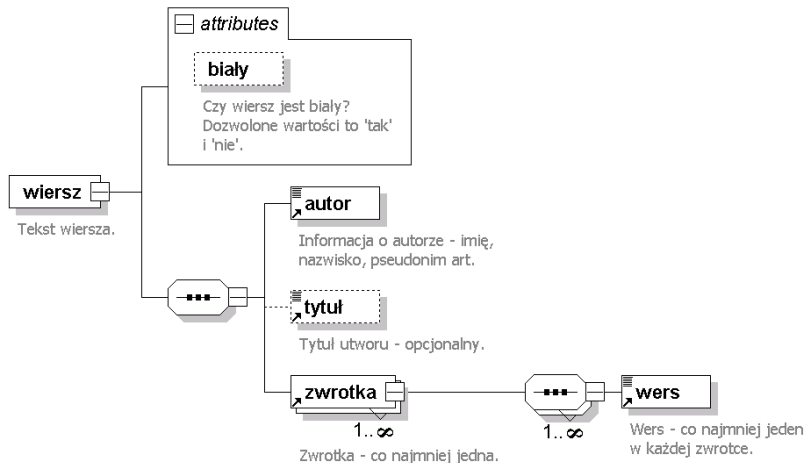 attributes
biały
Czy wiersz jest biały?
Dozwolone wartości to 'tak'
i 'nie'.
wiersz
Tekst wiersza.
autor
Informacja o autorze - imię,
nazwisko, pseudonim art.
tytuł
Tytuł utworu - opcjonalny.
zwrotka
1..∞
Zwrotka - co najmniej jedna.
1..∞
wers
Wers - co najmniej jeden
w każdej zwrotce.